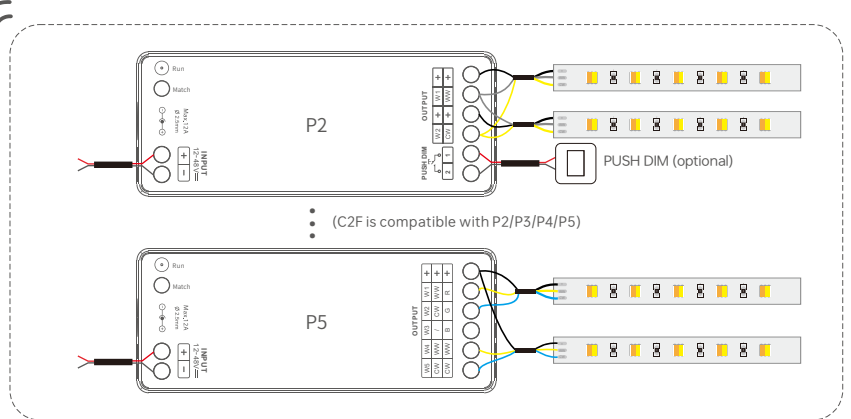 Run
Match
Max,12A
Ø 2.5mm
INPUT
12~48V
+
−
P2
OUTPUT
+ +
W1 WW
+ +
W2 CW
PUSH DIM
1
2
PUSH DIM (optional)
(C2F is compatible with P2/P3/P4/P5)
Run
Match
Max,12A
Ø 2.5mm
INPUT
12~48V
+
−
P5
OUTPUT
+ + +
W1 WW R
W2 CW G
W3 / B
W4 WW WW
W5 CW CW